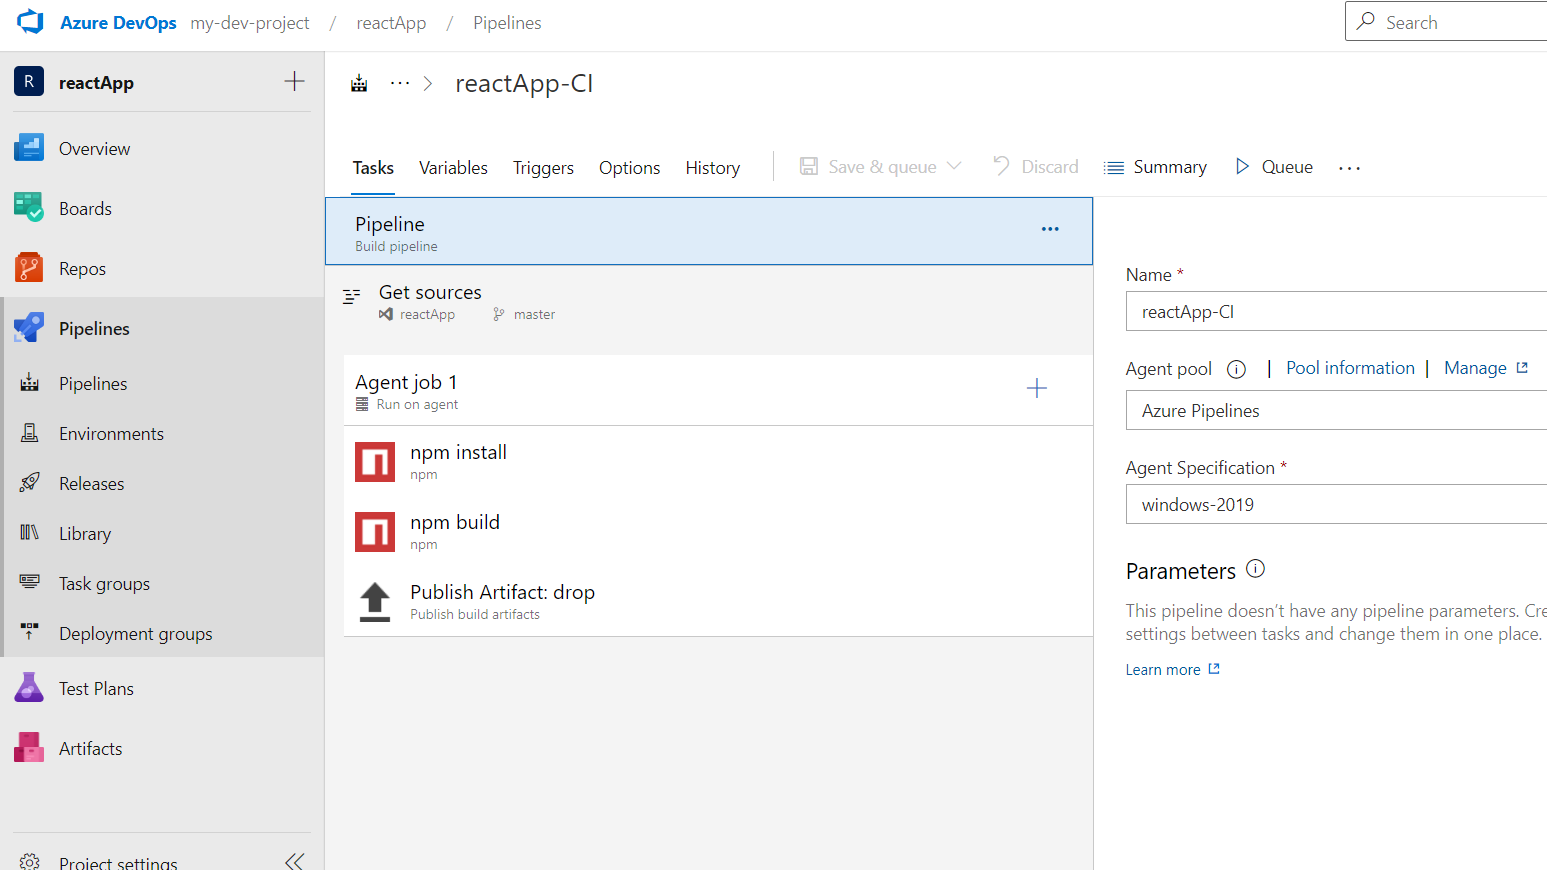 Azure DevOps my-dev-project / reactApp / Pipelines
Search
R reactApp
Overview
Boards
Repos
Pipelines
Pipelines
Environments
Releases
Library
Task groups
Deployment groups
Test Plans
Artifacts
Project settings
··· > reactApp-CI
Tasks Variables Triggers Options History Save & queue Discard Summary Queue ···
Pipeline
Build pipeline
Get sources
reactApp master
Agent job 1
Run on agent
npm install
npm
npm build
npm
Publish Artifact: drop
Publish build artifacts
Name *
reactApp-CI
Agent pool | Pool information | Manage
Azure Pipelines
Agent Specification *
windows-2019
Parameters
This pipeline doesn't have any pipeline parameters. Cre
settings between tasks and change them in one place.
Learn more